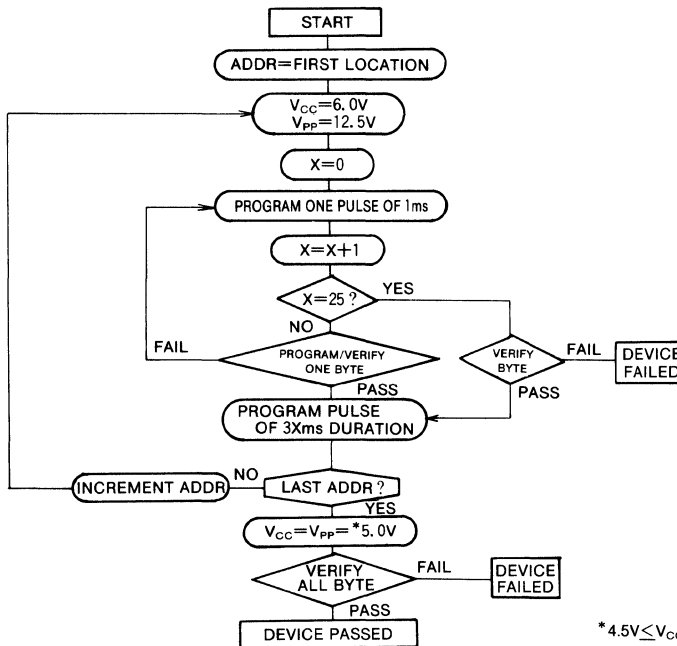 START
ADDR=FIRST LOCATION
VCC=6.0V
VPP=12.5V
X=0
PROGRAM ONE PULSE OF 1ms
X=X+1
X=25?
YES
NO
FAIL
PROGRAM/VERIFY
ONE BYTE
PASS
VERIFY
BYTE
FAIL
DEVICE
FAILED
PASS
PROGRAM PULSE
OF 3Xms DURATION
INCREMENT ADDR
NO
LAST ADDR?
YES
VCC=VPP=*5.0V
VERIFY
ALL BYTE
FAIL
DEVICE
FAILED
PASS
DEVICE PASSED
*4.5V≤VCC